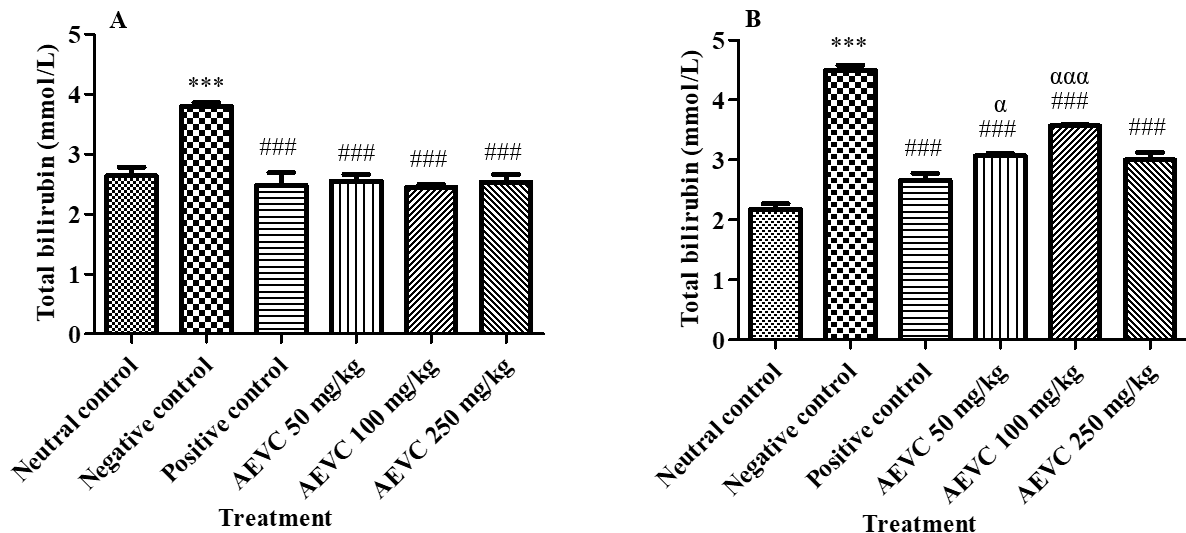 A
Total bilirubin (mmol/L)
5
4
3
2
1
0
***
###
###
###
###
Neutral control
Negative control
Positive control
AEVC 50 mg/kg
AEVC 100 mg/kg
AEVC 250 mg/kg
Treatment
B
Total bilirubin (mmol/L)
5
4
3
2
1
0
***
###
α
###
ααα
###
###
Neutral control
Negative control
Positive control
AEVC 50 mg/kg
AEVC 100 mg/kg
AEVC 250 mg/kg
Treatment